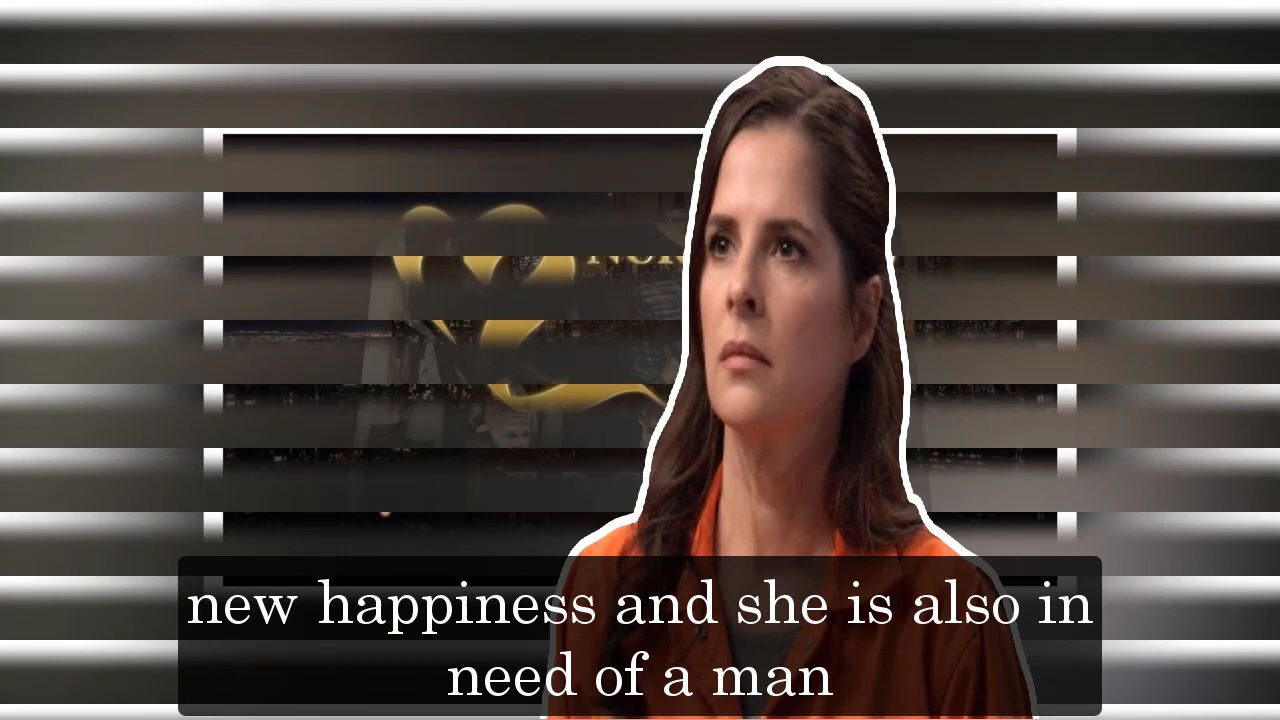 new happiness and she is also in
need of a man